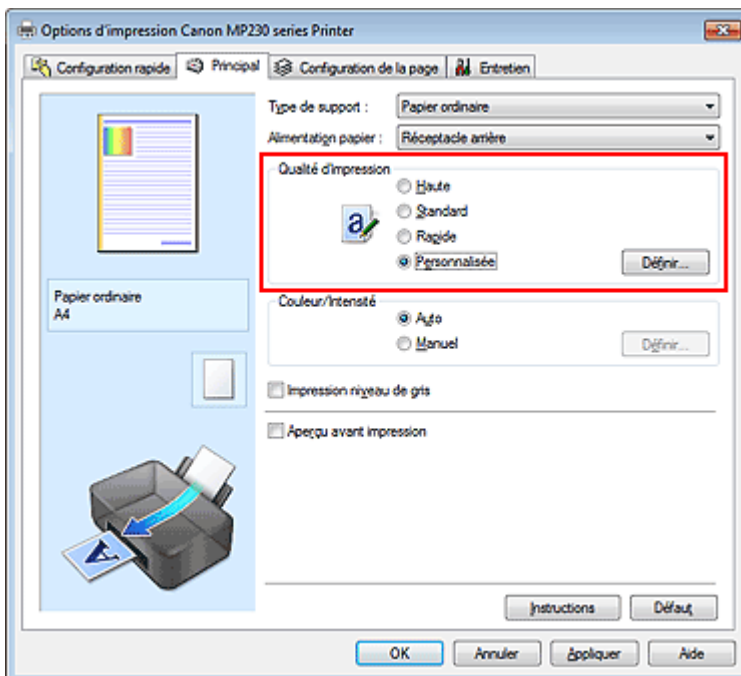 Options d'impression Canon MP230 series Printer
Configuration rapide Principal Configuration de la page Entretien
Type de support : Papier ordinaire
Alimentation papier : Réceptacle arrière
Qualité d'impression
Haute
Standard
Rapide
Personnalisée Définir...
Papier ordinaire
A4
Couleur/Intensité
Auto
Manuel Définir...
Impression niveau de gris
Aperçu avant impression
Instructions Défaut
OK Annuler Appliquer Aide